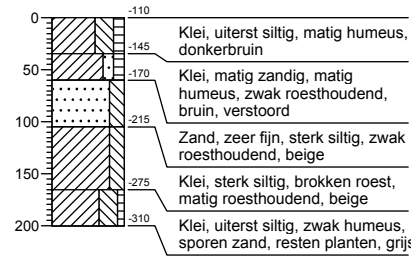 0
50
100
150
200
-110
Klei, uiterst siltig, matig humeus,
donkerbruin
-145
Klei, matig zandig, matig
humeus, zwak roesthoudend,
bruin, verstoord
-170
Zand, zeer fijn, sterk siltig, zwak
roesthoudend, beige
-215
Klei, sterk siltig, brokken roest,
matig roesthoudend, beige
-275
Klei, uiterst siltig, zwak humeus,
sporen zand, resten planten, grijs
-310